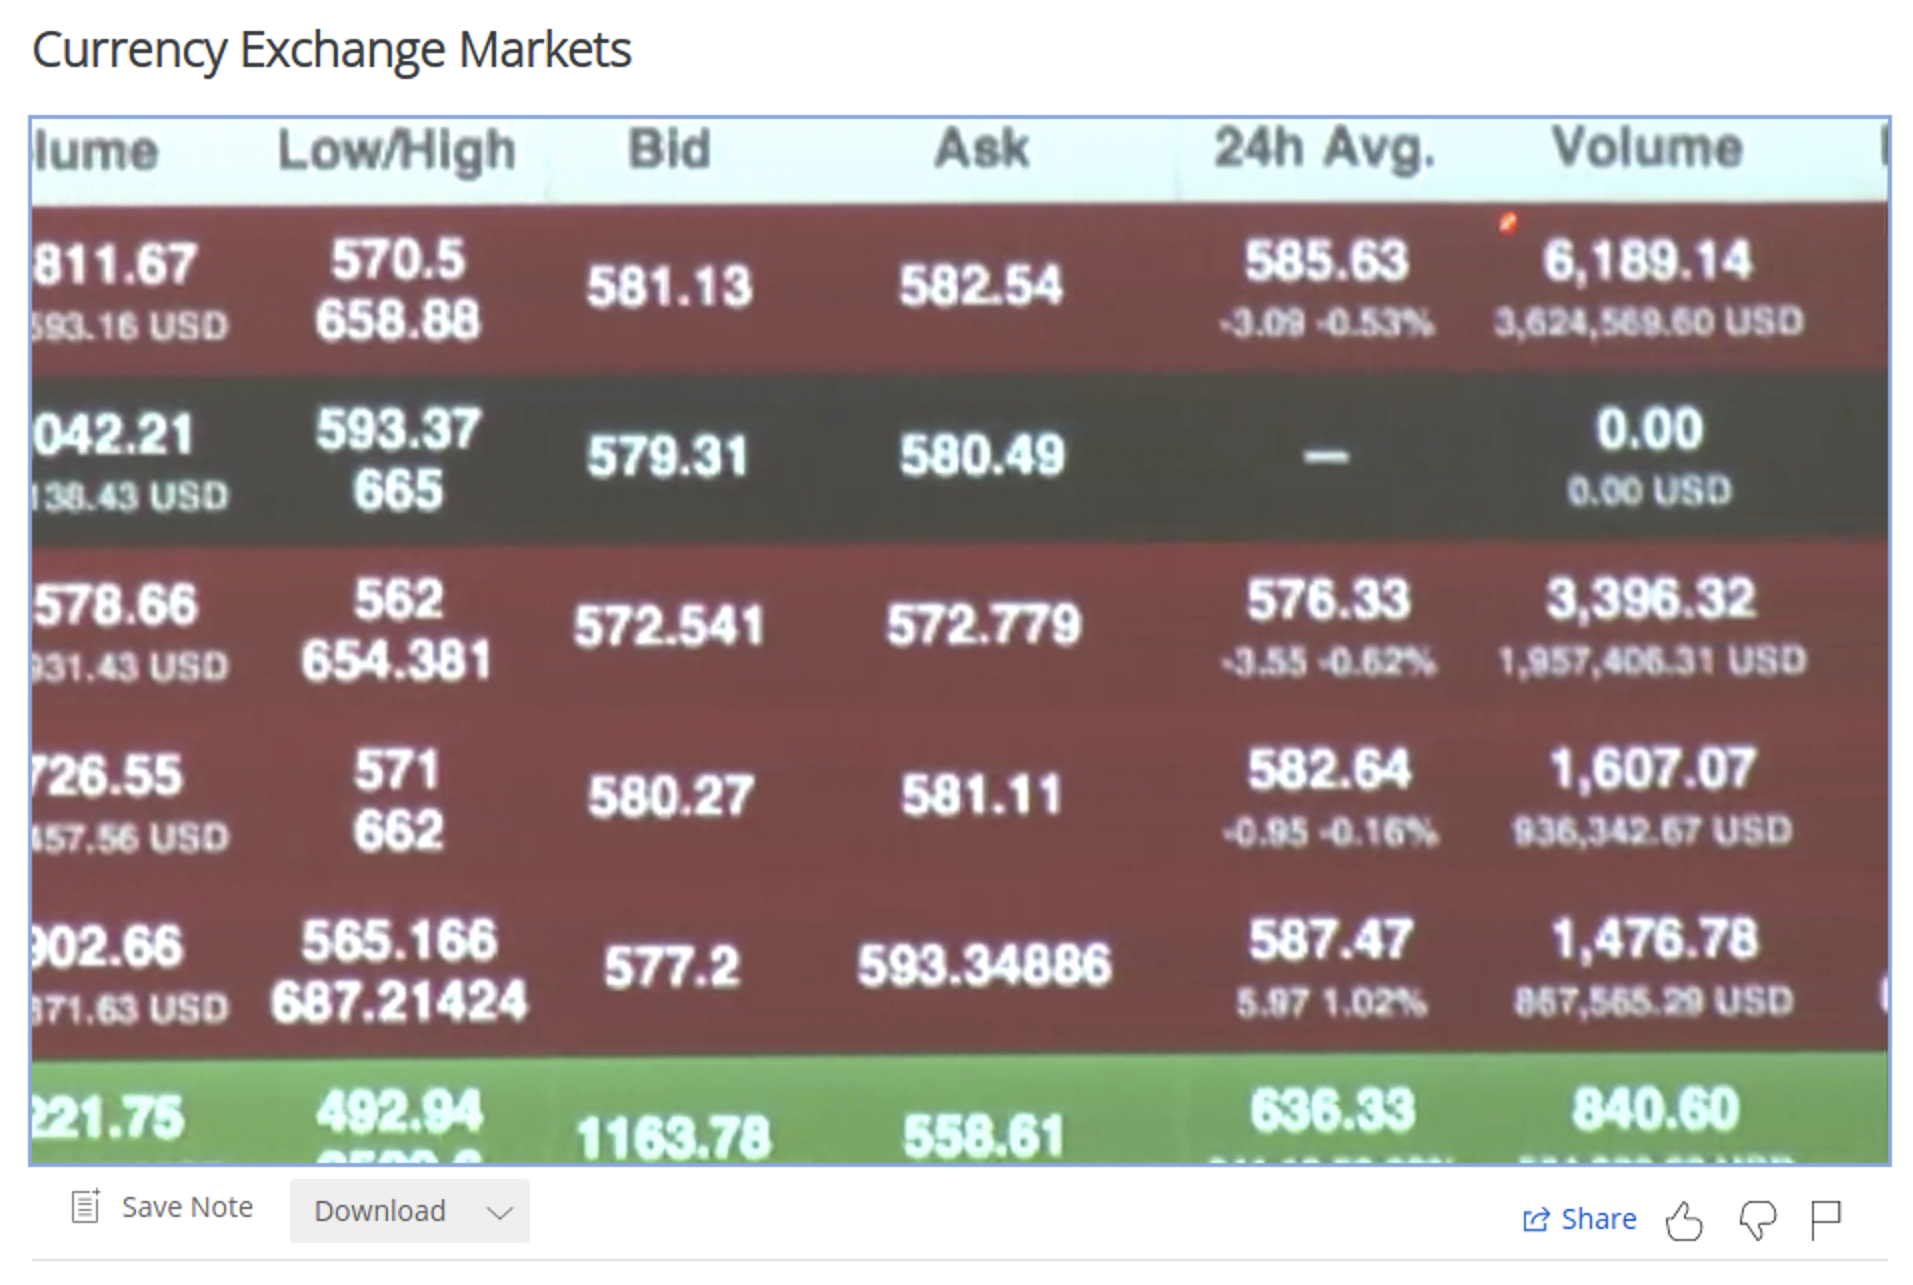 Currency Exchange Markets
lume Low/High Bid Ask 24h Avg. Volume
811.67 570.5 581.13 582.54 585.63 6,189.14
593.16 USD 658.88 -3.09 -0.53% 3,624,569.60 USD
042.21 593.37 579.31 580.49 — 0.00
138.43 USD 665 0.00 USD
578.66 562 572.541 572.779 576.33 3,396.32
931.43 USD 654.381 -3.55 -0.62% 1,957,406.31 USD
726.55 571 580.27 581.11 582.64 1,607.07
457.56 USD 662 -0.95 -0.16% 936,342.67 USD
902.66 565.166 577.2 593.34886 587.47 1,476.78
371.63 USD 687.21424 5.97 1.02% 867,565.29 USD
221.75 492.94 1163.78 558.61 636.33 840.60
Save Note Download Share